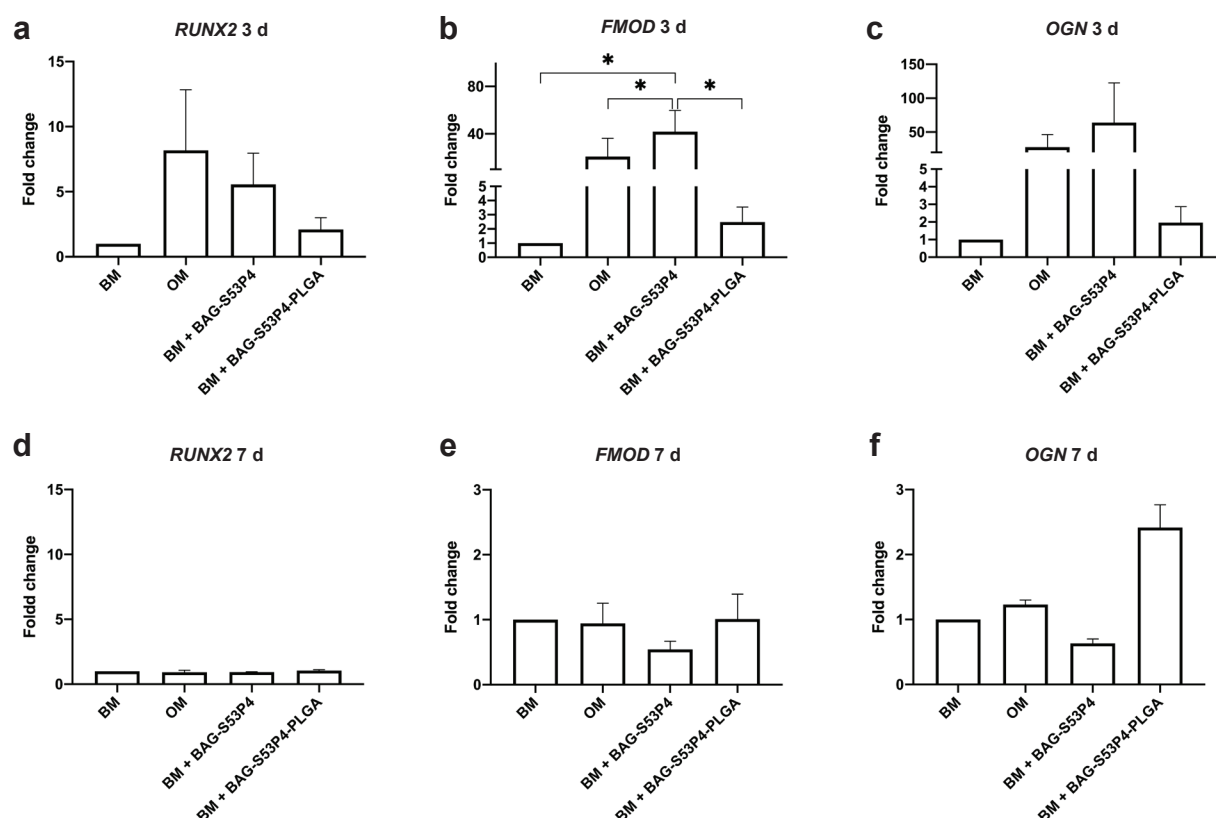 a
RUNX2 3 d
Fold change
15
10
5
0
BM
OM
BM + BAG-S53P4
BM + BAG-S53P4-PLGA
b
FMOD 3 d
Fold change
80
40
5
4
3
2
1
0
*
*
*
BM
OM
BM + BAG-S53P4
BM + BAG-S53P4-PLGA
c
OGN 3 d
Fold change
150
100
50
5
4
3
2
1
0
BM
OM
BM + BAG-S53P4
BM + BAG-S53P4-PLGA
d
RUNX2 7 d
Foldd change
15
10
5
0
BM
OM
BM + BAG-S53P4
BM + BAG-S53P4-PLGA
e
FMOD 7 d
Fold change
3
2
1
0
BM
OM
BM + BAG-S53P4
BM + BAG-S53P4-PLGA
f
OGN 7 d
Fold change
3
2
1
0
BM
OM
BM + BAG-S53P4
BM + BAG-S53P4-PLGA